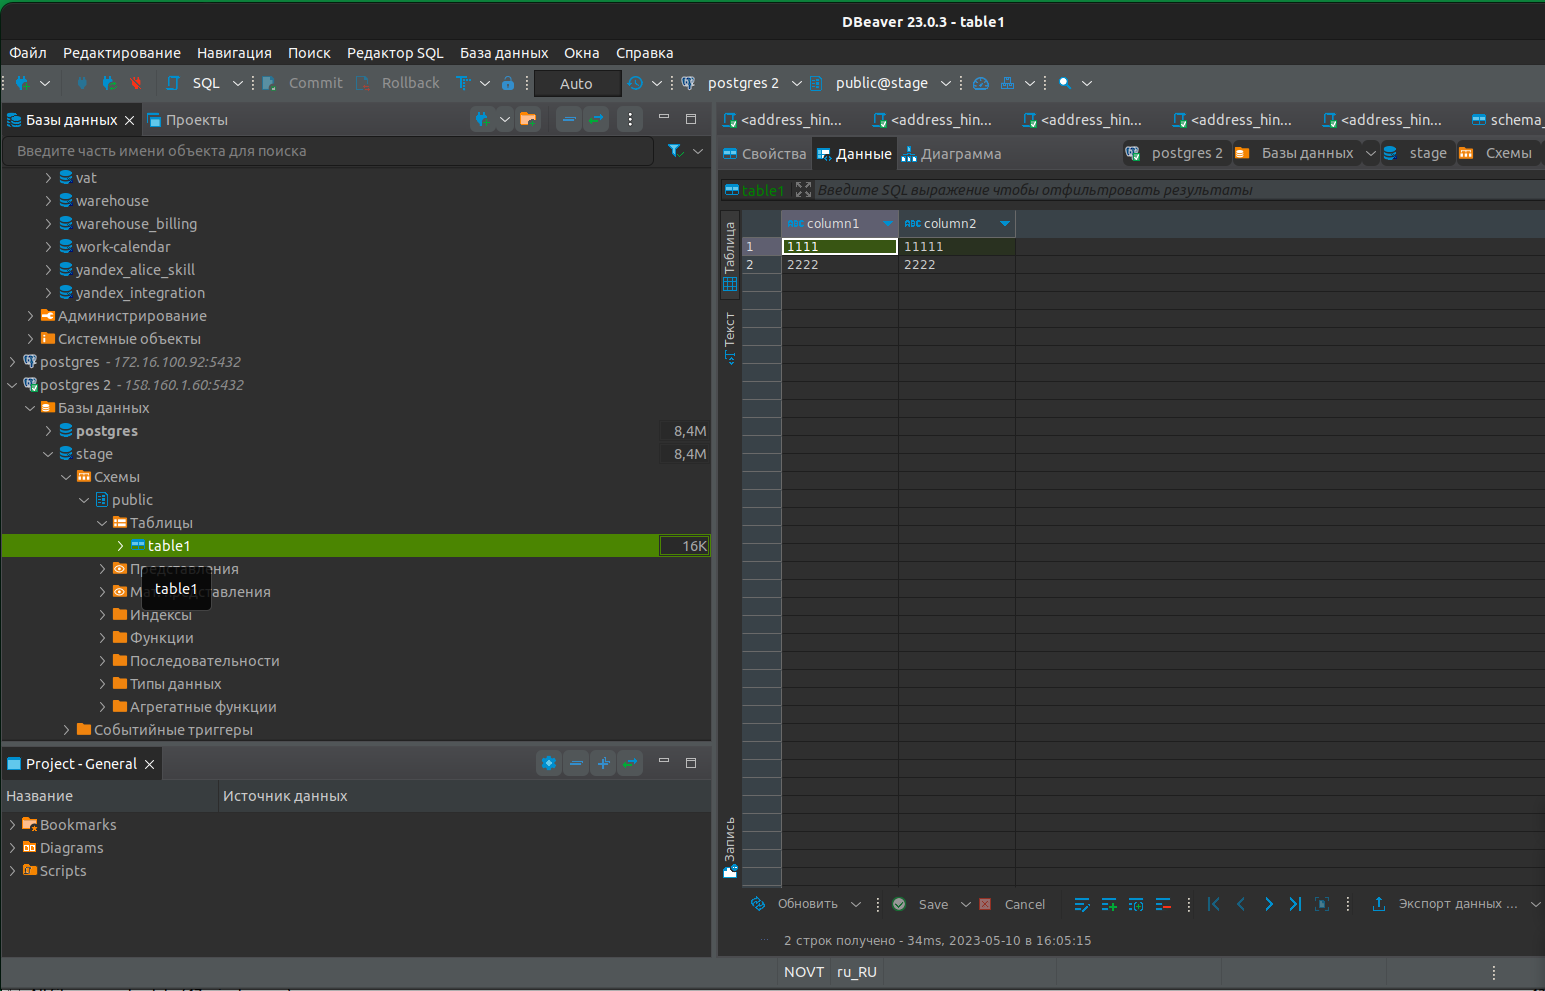 DBeaver 23.0.3 - table1
Файл Редактирование Навигация Поиск Редактор SQL База данных Окна Справка
SQL Commit Rollback Auto postgres 2 public@stage
Базы данных Проекты
Введите часть имени объекта для поиска
vat
warehouse
warehouse_billing
work-calendar
yandex_alice_skill
yandex_integration
Администрирование
Системные объекты
postgres - 172.16.100.92:5432
postgres 2 - 158.160.1.60:5432
Базы данных
postgres 8,4M
stage 8,4M
Схемы
public
Таблицы
table1 16K
Представления
table1
Индексы
Функции
Последовательности
Типы данных
Агрегатные функции
Событийные триггеры
Project - General
Название Источник данных
Bookmarks
Diagrams
Scripts
<address_hin... <address_hin... <address_hin... <address_hin... <address_hin... schema_
Свойства Данные Диаграмма postgres 2 Базы данных stage Схемы
table1 Введите SQL выражение чтобы отфильтровать результаты
Таблица
Текст
Запись
column1 column2
1 1111 11111
2 2222 2222
Обновить Save Cancel Экспорт данных ...
2 строк получено - 34ms, 2023-05-10 в 16:05:15
NOVT ru_RU